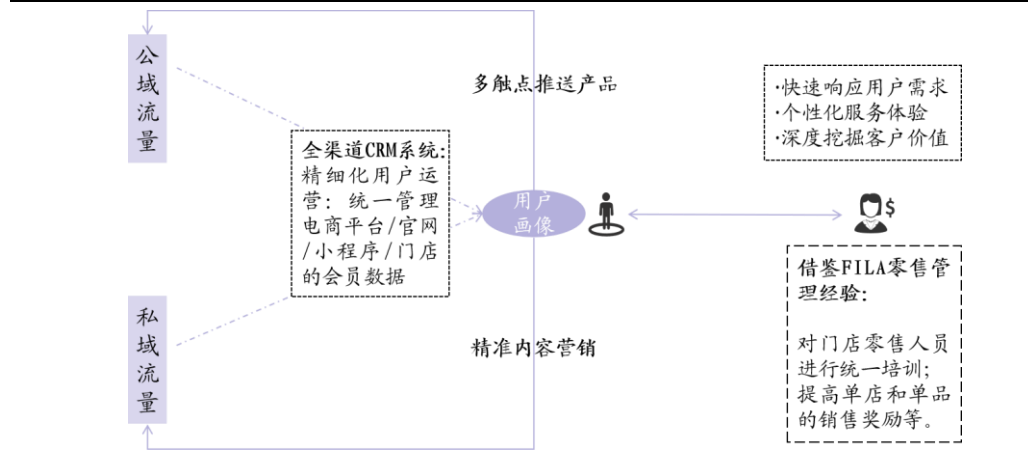 公域流量
多触点推送产品
·快速响应用户需求
·个性化服务体验
·深度挖掘客户价值
全渠道CRM系统:
精细化用户运
营：统一管理
电商平台/官网
/小程序/门店
的会员数据
用户
画像
$
借鉴FILA零售管
理经验:
对门店零售人员
进行统一培训;
提高单店和单品
的销售奖励等。
私域流量
精准内容营销